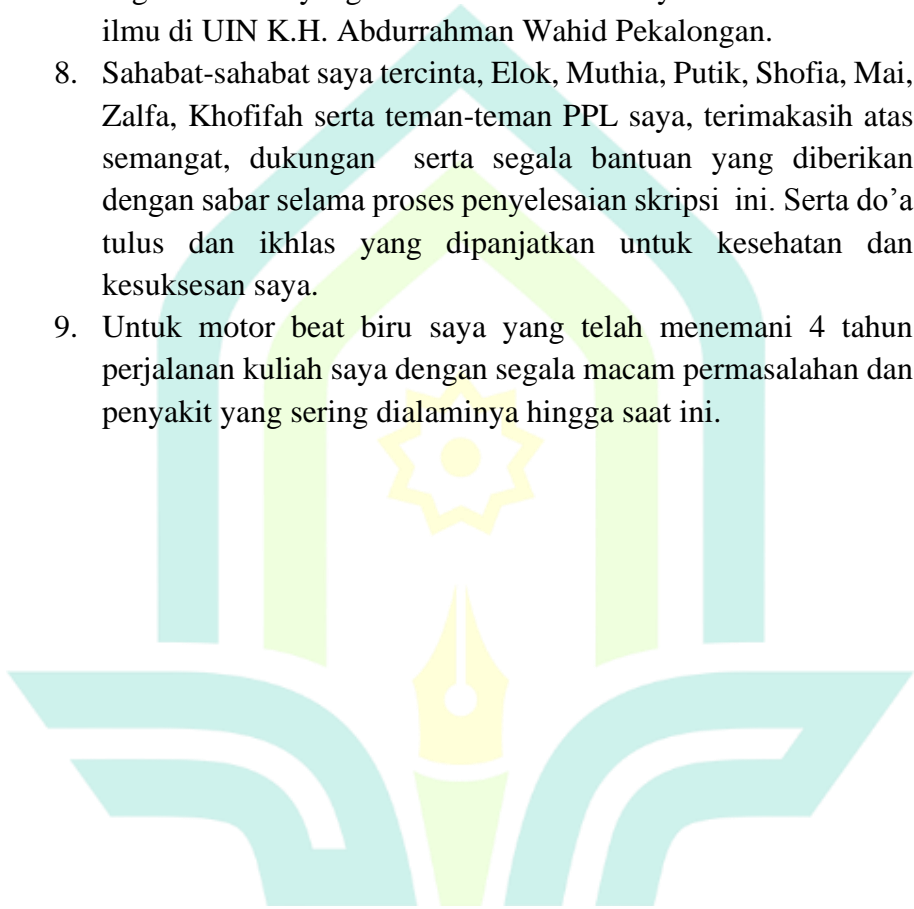 ilmu di UIN K.H. Abdurrahman Wahid Pekalongan.
8. Sahabat-sahabat saya tercinta, Elok, Muthia, Putik, Shofia, Mai,
Zalfa, Khofifah serta teman-teman PPL saya, terimakasih atas
semangat, dukungan serta segala bantuan yang diberikan
dengan sabar selama proses penyelesaian skripsi ini. Serta do’a
tulus dan ikhlas yang dipanjatkan untuk kesehatan dan
kesuksesan saya.
9. Untuk motor beat biru saya yang telah menemani 4 tahun
perjalanan kuliah saya dengan segala macam permasalahan dan
penyakit yang sering dialaminya hingga saat ini.